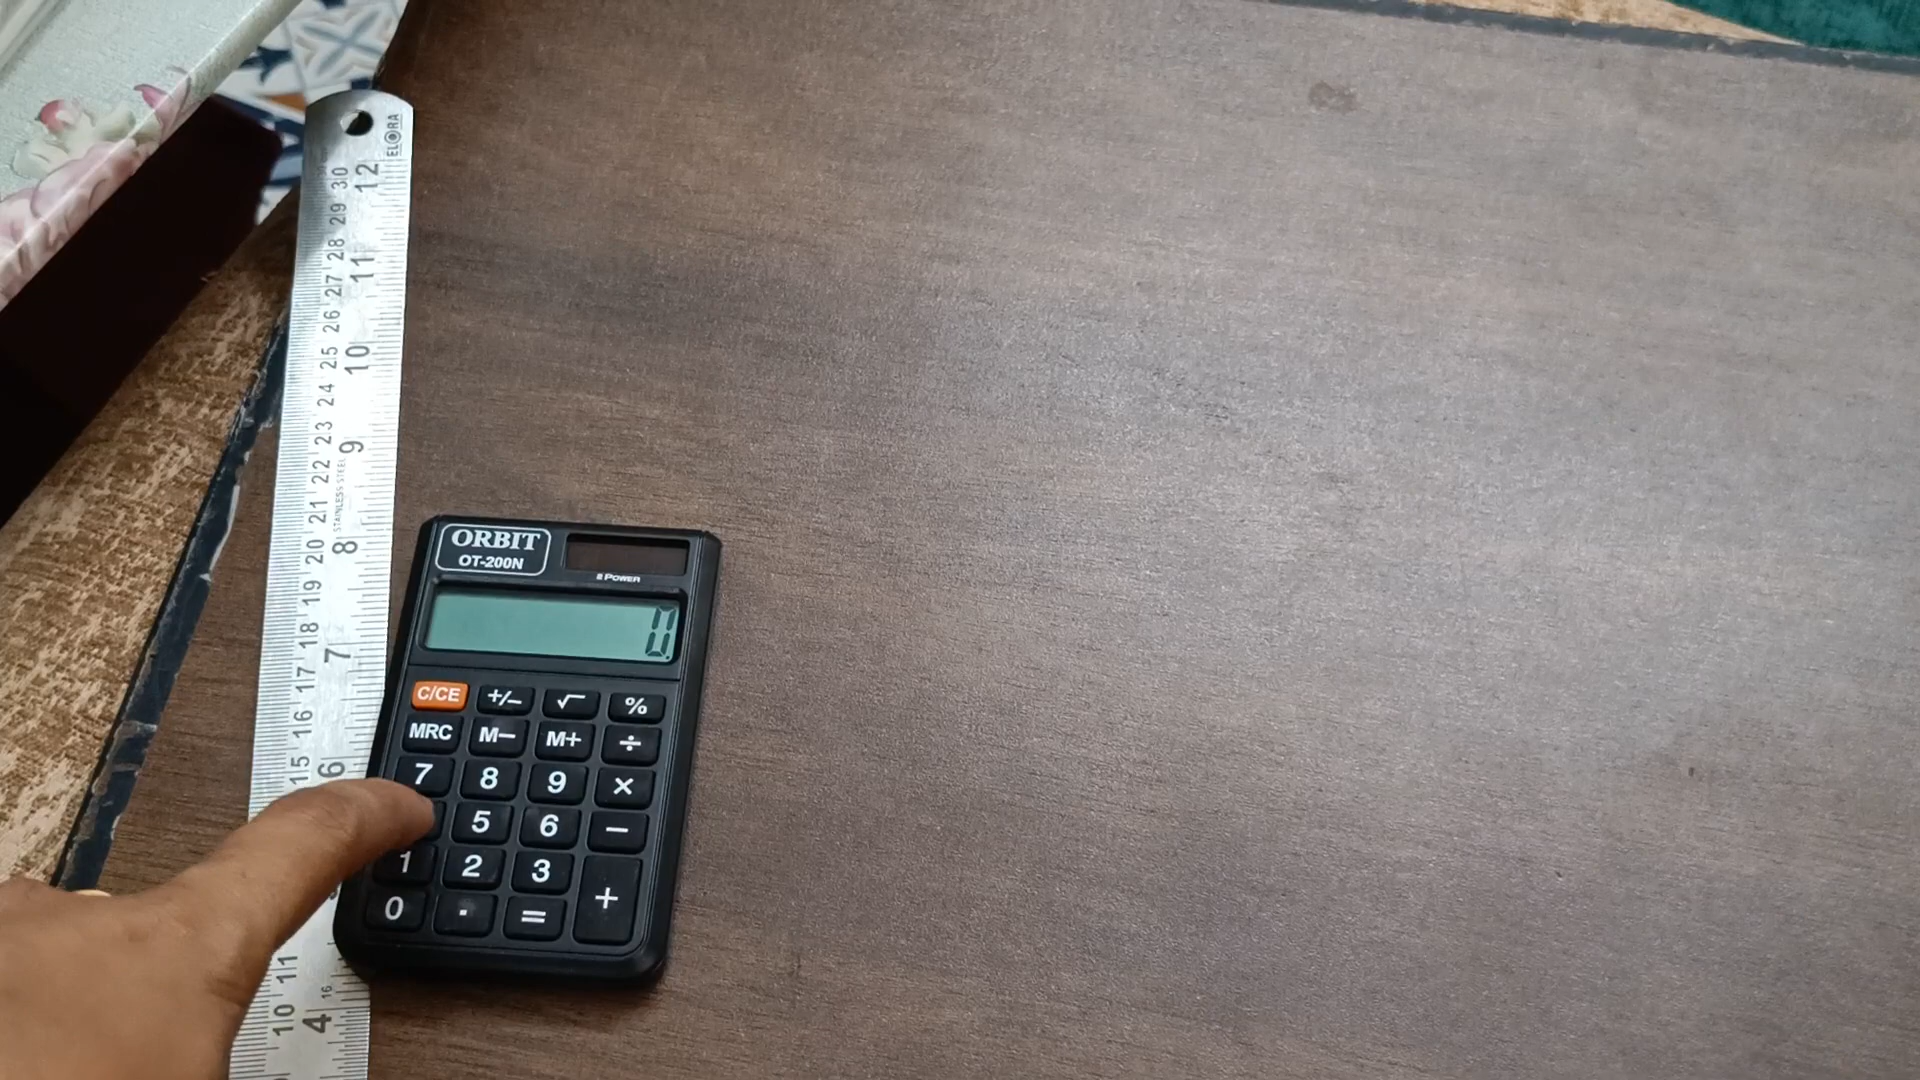 ELORA
30 12
29
28 11
27
26
25 10
24
23 9
22
STAINLESS STEEL
21
20 8
19
18 7
17
16
15 6
11
16
10 4
ORBIT
OT-200N
POWER
0.
C/CE +/− √ %
MRC M− M+ ÷
7 8 9 ×
5 6 −
1 2 3 +
0 . =